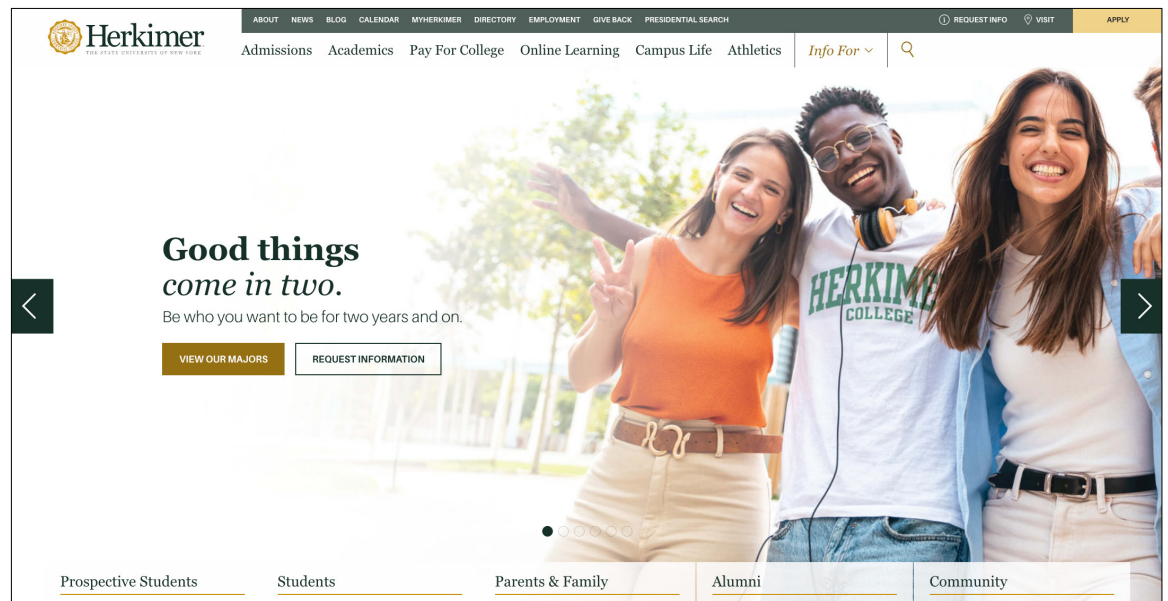 Herkimer
THE STATE UNIVERSITY OF NEW YORK
ABOUT NEWS BLOG CALENDAR MYHERKIMER DIRECTORY EMPLOYMENT GIVE BACK PRESIDENTIAL SEARCH
REQUEST INFO VISIT APPLY
Admissions Academics Pay For College Online Learning Campus Life Athletics Info For
Good things
come in two.
Be who you want to be for two years and on.
VIEW OUR MAJORS REQUEST INFORMATION
HERKIME
COLLEGE
Prospective Students Students Parents & Family Alumni Community